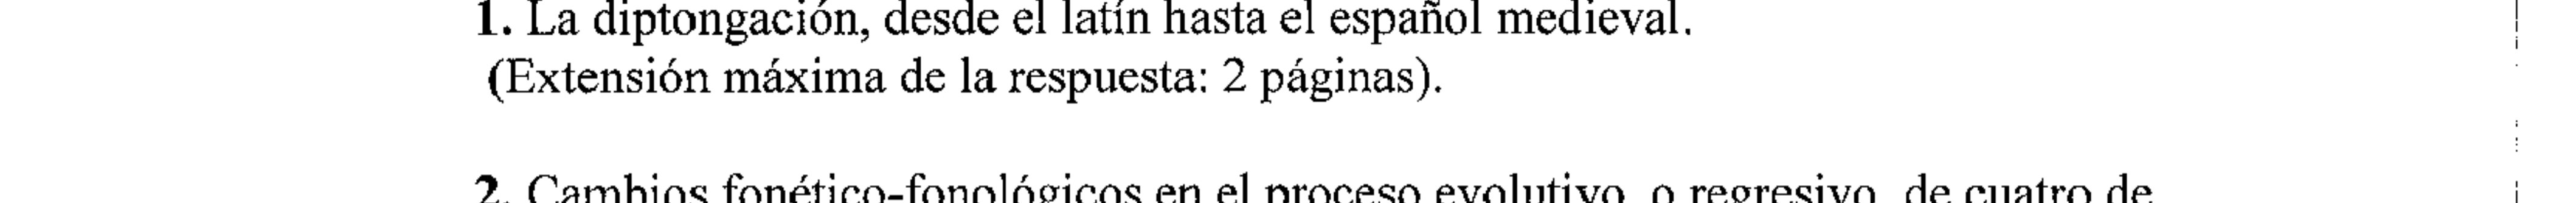 1. La diptongación, desde el latín hasta el español medieval.
(Extensión máxima de la respuesta: 2 páginas).
2. Cambios fonético-fonológicos en el proceso evolutivo, o regresivo, de cuatro de